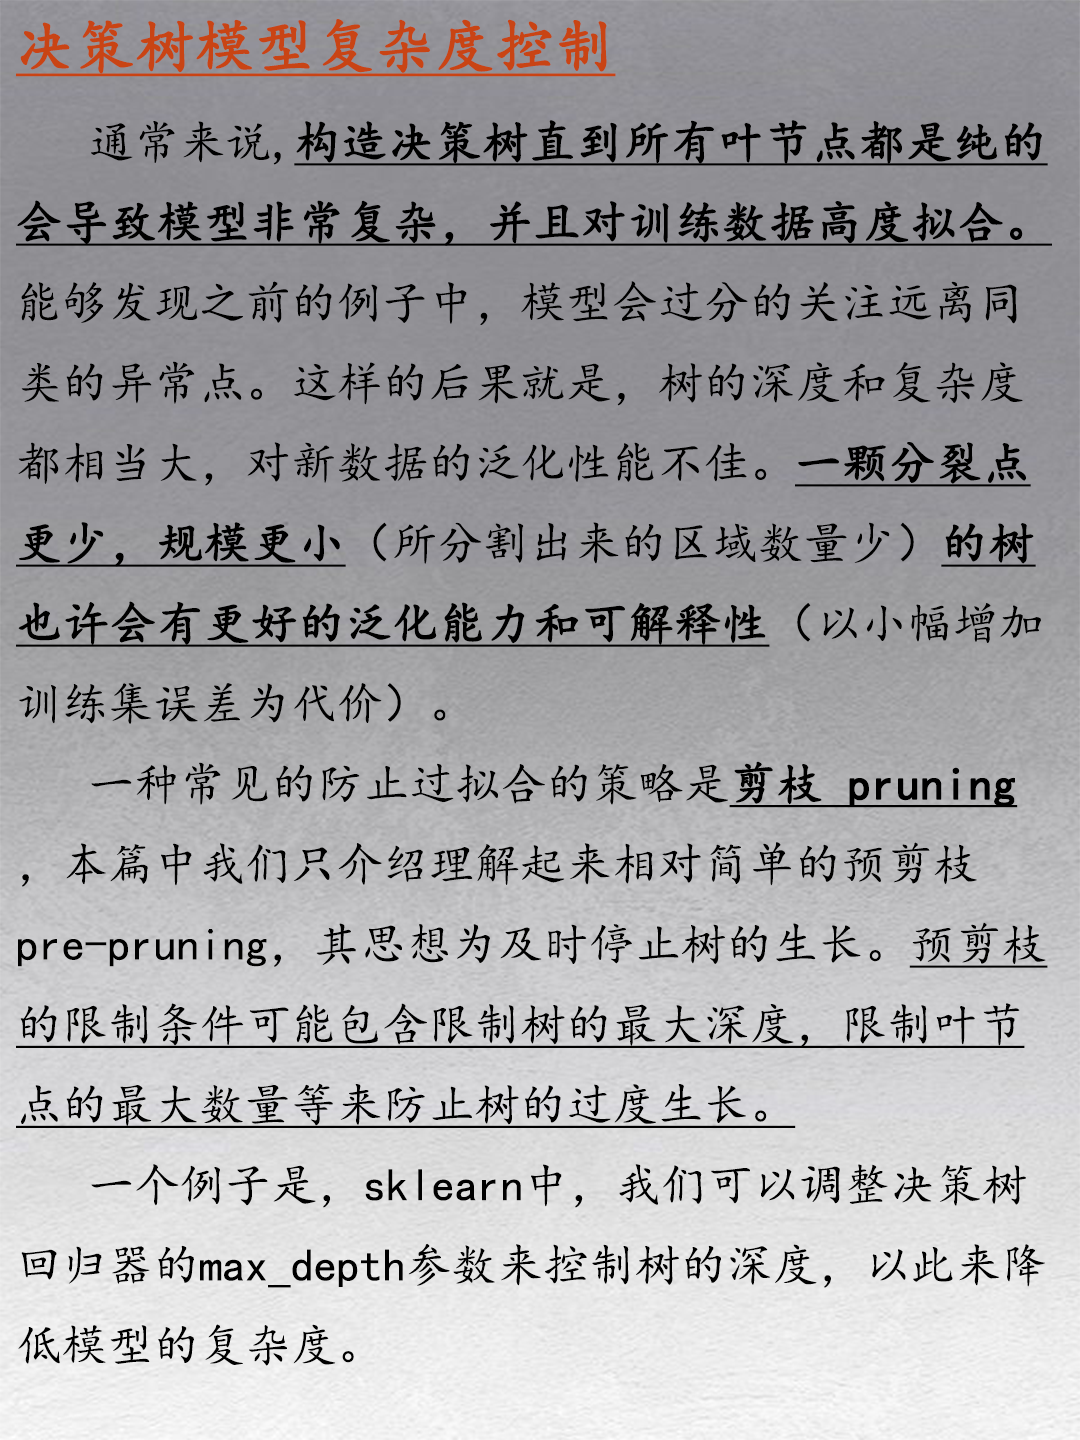 决策树模型复杂度控制
通常来说,构造决策树直到所有叶节点都是纯的
会导致模型非常复杂，并且对训练数据高度拟合。
能够发现之前的例子中，模型会过分的关注远离同
类的异常点。这样的后果就是，树的深度和复杂度
都相当大，对新数据的泛化性能不佳。一颗分裂点
更少，规模更小（所分割出来的区域数量少）的树
也许会有更好的泛化能力和可解释性（以小幅增加
训练集误差为代价）。
一种常见的防止过拟合的策略是剪枝 pruning
，本篇中我们只介绍理解起来相对简单的预剪枝
pre-pruning，其思想为及时停止树的生长。预剪枝
的限制条件可能包含限制树的最大深度，限制叶节
点的最大数量等来防止树的过度生长。
一个例子是，sklearn中，我们可以调整决策树
回归器的max_depth参数来控制树的深度，以此来降
低模型的复杂度。